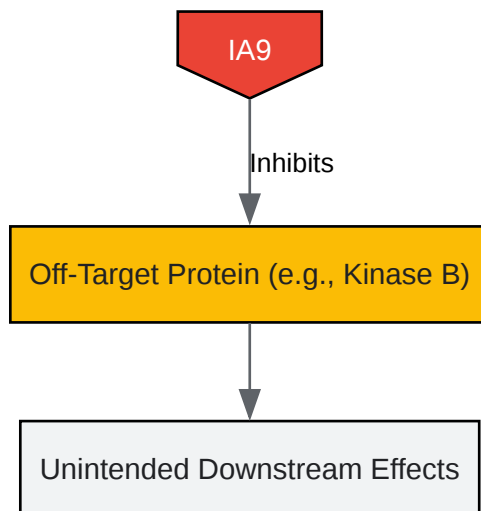 IA9
Inhibits
Off-Target Protein (e.g., Kinase B)
Unintended Downstream Effects